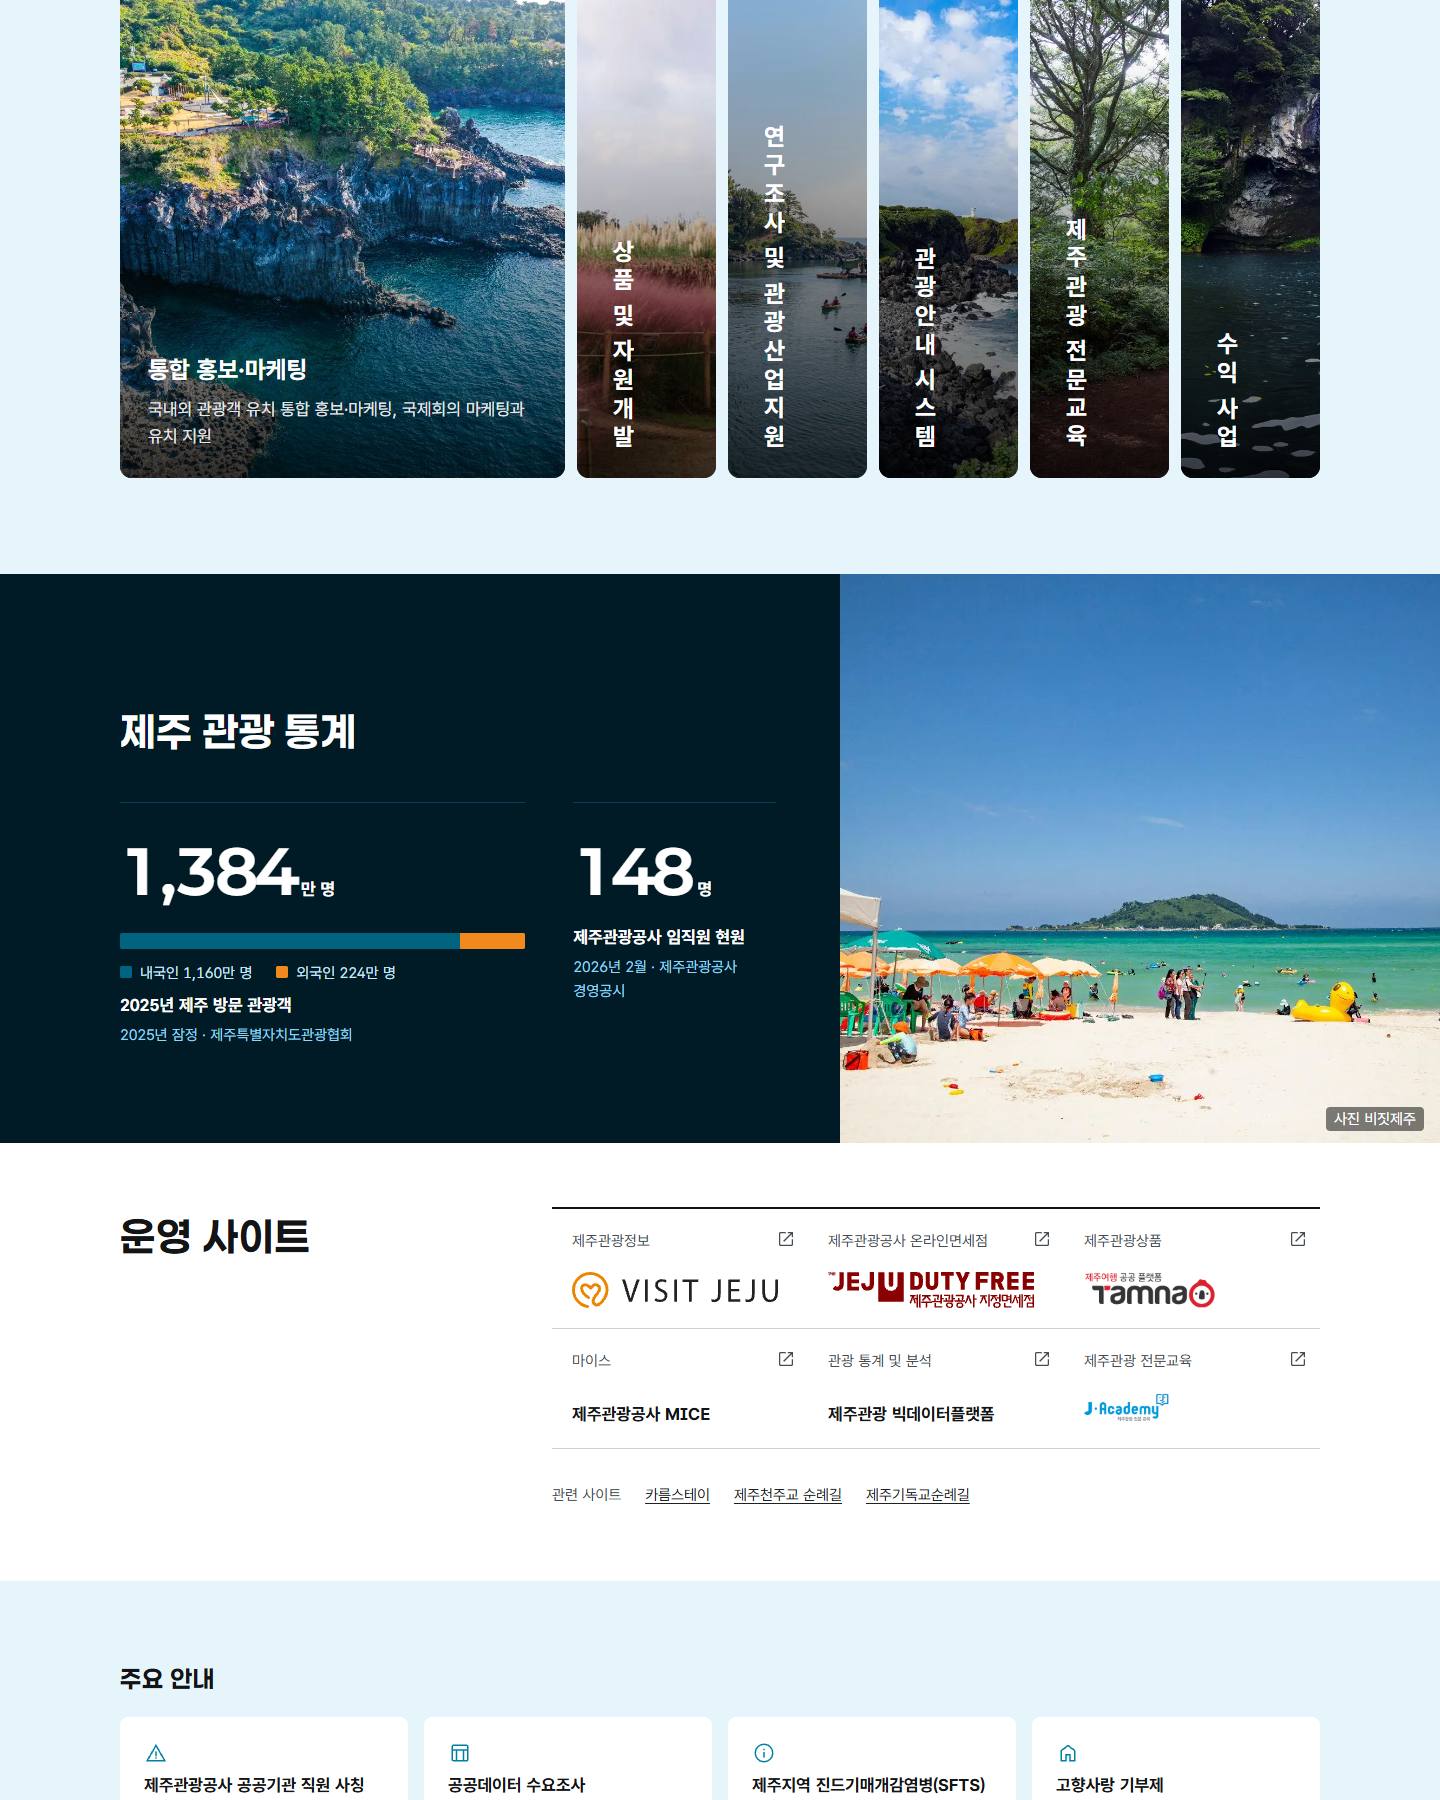 통합 홍보·마케팅
국내외 관광객 유치 통합 홍보·마케팅, 국제회의 마케팅과
유치 지원
상품 및 자원개발
연구조사 및 관광산업지원
관광안내 시스템
제주관광 전문교육
수익 사업
제주 관광 통계
1,384만 명
내국인 1,160만 명 외국인 224만 명
2025년 제주 방문 관광객
2025년 잠정 · 제주특별자치도관광협회
148명
제주관광공사 임직원 현원
2026년 2월 · 제주관광공사
경영공시
사진 비짓제주
운영 사이트
제주관광정보
VISIT JEJU
제주관광공사 온라인면세점
THE JEJU DUTY FREE
제주관광공사 지정면세점
제주관광상품
제주여행 공공 플랫폼
Tamnao
마이스
제주관광공사 MICE
관광 통계 및 분석
제주관광 빅데이터플랫폼
제주관광 전문교육
J·Academy
관련 사이트 카름스테이 제주천주교 순례길 제주기독교순례길
주요 안내
제주관광공사 공공기관 직원 사칭
공공데이터 수요조사
제주지역 진드기매개감염병(SFTS)
고향사랑 기부제